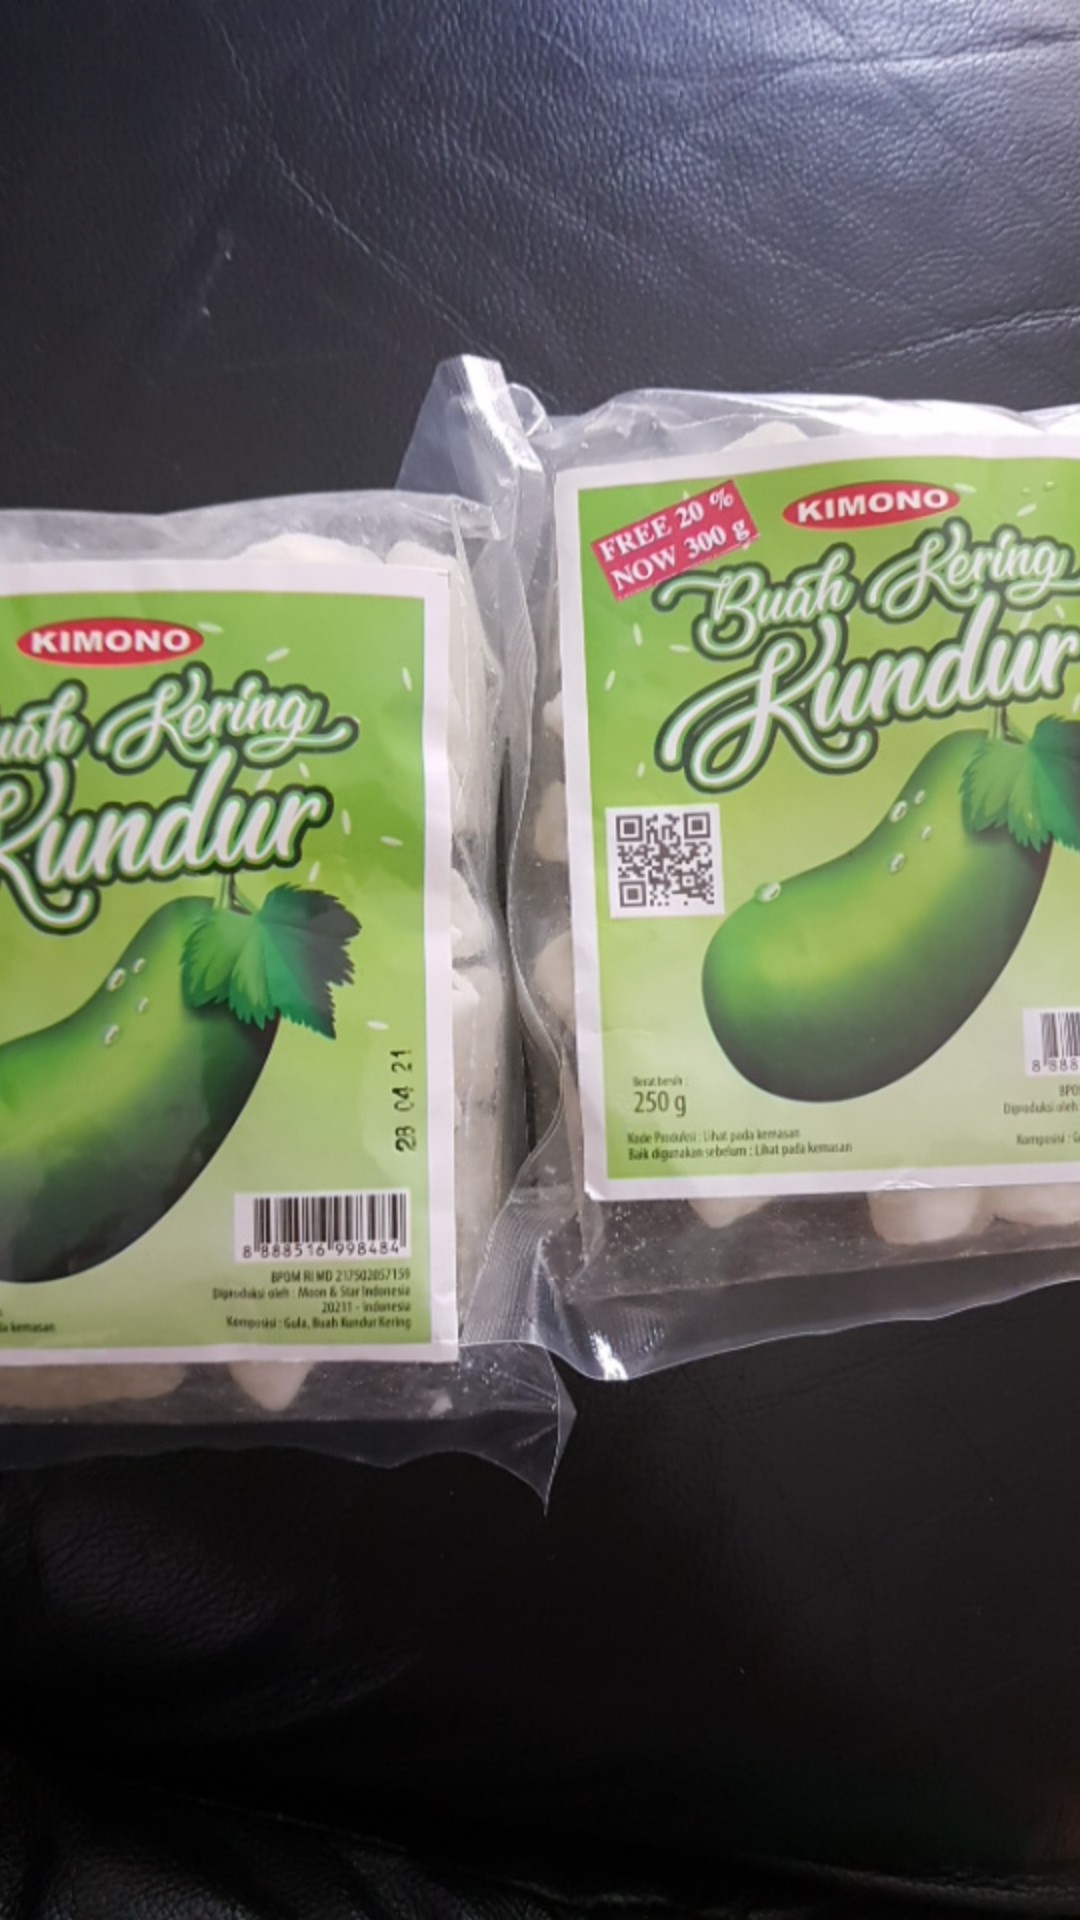 KIMONO
Kering
Kundur
28 04 21
8 888516 998484
BPOM RI MD 217502057159
Diproduksi oleh : Moon & Star Indonesia
20211 - Indonesia
Komposisi : Gula, Buah Kundur Kering
kemasan
FREE 20 %
NOW 300 g
KIMONO
Buah Kering
Kundur
Berat bersih :
250 g
Kode Produksi : Lihat pada kemasan
Baik digunakan sebelum : Lihat pada kemasan
8 888
Diproduksi oleh
Komposisi :